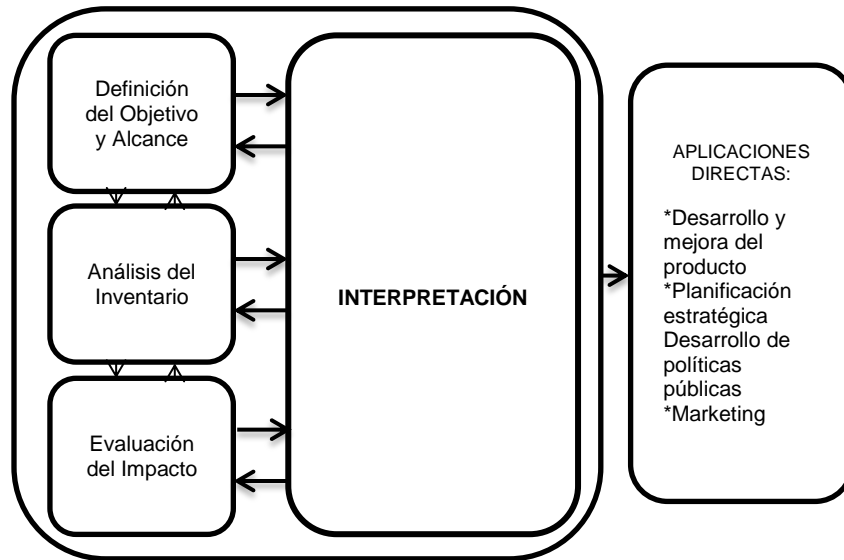 Definición
del Objetivo
y Alcance
Análisis del
Inventario
Evaluación
del Impacto
INTERPRETACIÓN
APLICACIONES
DIRECTAS:
*Desarrollo y
mejora del
producto
*Planificación
estratégica
Desarrollo de
políticas
públicas
*Marketing